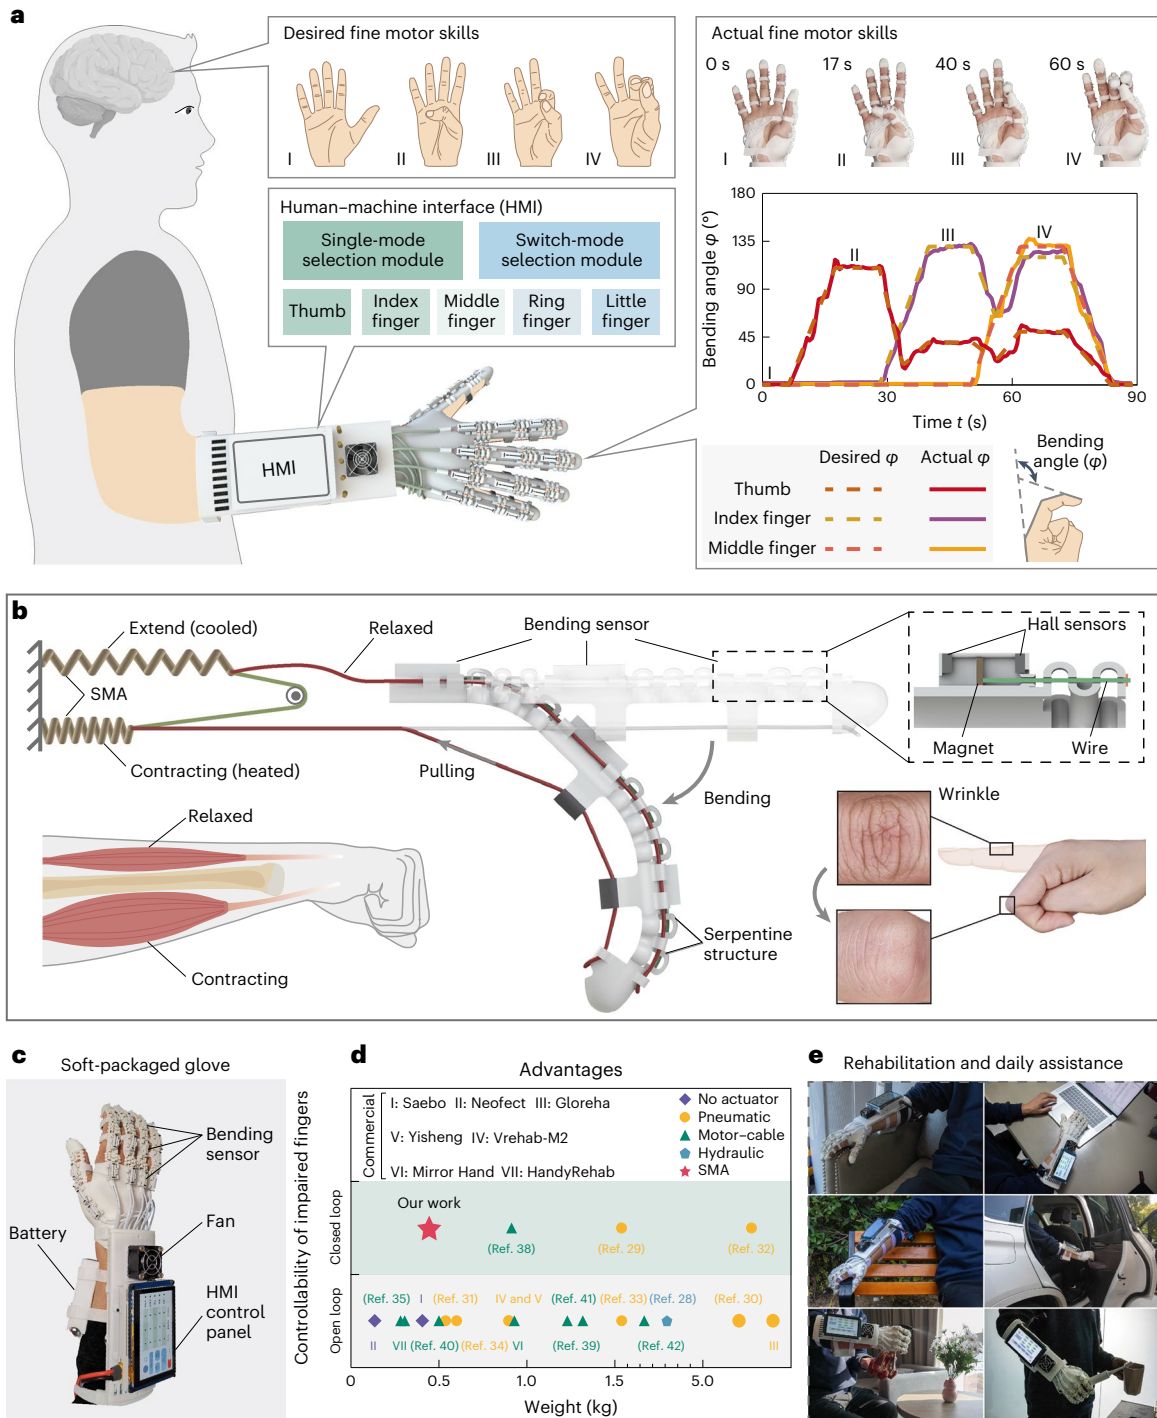 a
Desired fine motor skills
I
II
III
IV
Human–machine interface (HMI)
Single-mode
selection module
Switch-mode
selection module
Thumb
Index
finger
Middle
finger
Ring
finger
Little
finger
HMI
Actual fine motor skills
0 s
17 s
40 s
60 s
I
II
III
IV
180
135
90
45
0
Bending angle φ (°)
I
II
III
IV
0
30
60
90
Time t (s)
Desired φ
Actual φ
Thumb
Index finger
Middle finger
Bending
angle (φ)
b
Extend (cooled)
Relaxed
Bending sensor
Hall sensors
SMA
Magnet
Wire
Contracting (heated)
Pulling
Bending
Wrinkle
Relaxed
Contracting
Serpentine
structure
c
Soft-packaged glove
Bending
sensor
Battery
Fan
HMI
control
panel
d
Advantages
Controllability of impaired fingers
Commercial
I: Saebo II: Neofect III: Gloreha
V: Yisheng IV: Vrehab-M2
VI: Mirror Hand VII: HandyRehab
No actuator
Pneumatic
Motor–cable
Hydraulic
SMA
Closed loop
Our work
(Ref. 38)
(Ref. 29)
(Ref. 32)
Open loop
(Ref. 35) I (Ref. 31) IV and V (Ref. 41) (Ref. 33) (Ref. 28) (Ref. 30)
II VII (Ref. 40) (Ref. 34) VI (Ref. 39) (Ref. 42) III
0
0.5
1.0
1.5
5.0
Weight (kg)
e
Rehabilitation and daily assistance